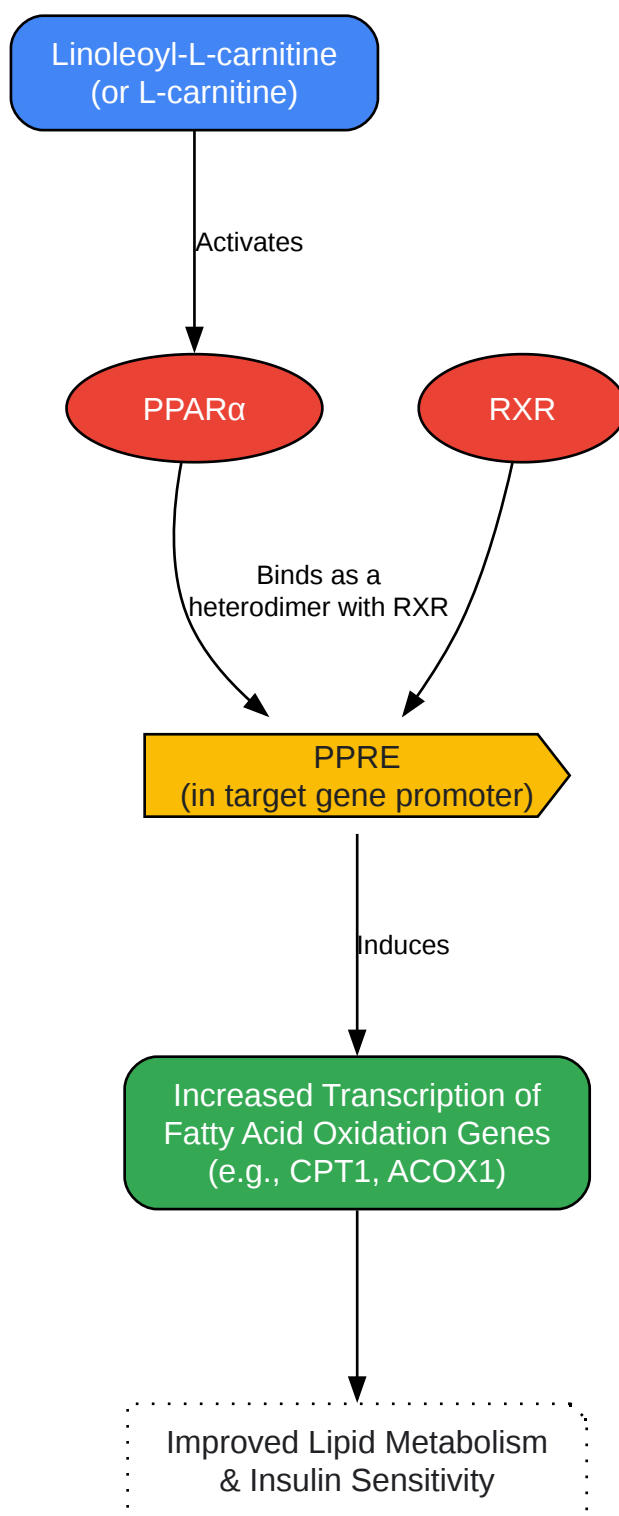 Linoleoyl-L-carnitine
(or L-carnitine)
Activates
PPARα
RXR
Binds as a
heterodimer with RXR
PPRE
(in target gene promoter)
Induces
Increased Transcription of
Fatty Acid Oxidation Genes
(e.g., CPT1, ACOX1)
Improved Lipid Metabolism
& Insulin Sensitivity